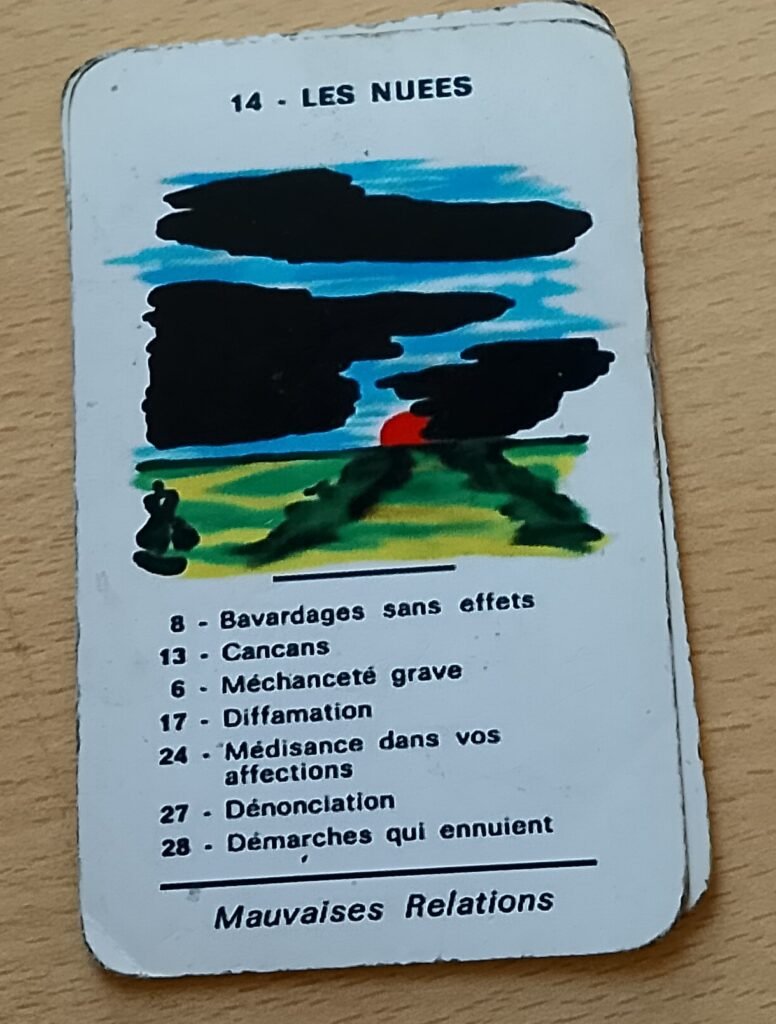 14 - LES NUEES
8 - Bavardages sans effets
13 - Cancans
6 - Méchanceté grave
17 - Diffamation
24 - Médisance dans vos
affections
27 - Dénonciation
28 - Démarches qui ennuient
Mauvaises Relations